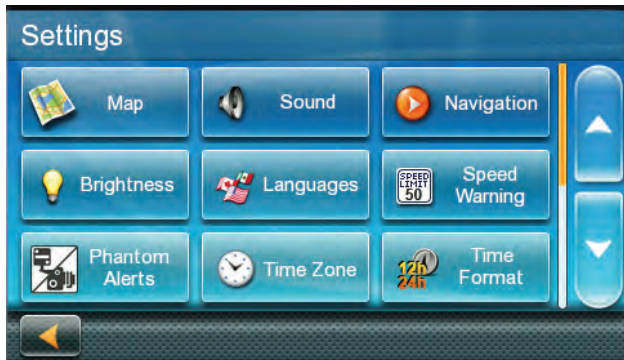 Settings
Map
Sound
Navigation
Brightness
Languages
SPEED
LIMIT
50
Speed
Warning
Phantom
Alerts
Time Zone
12h
24h
Time
Format